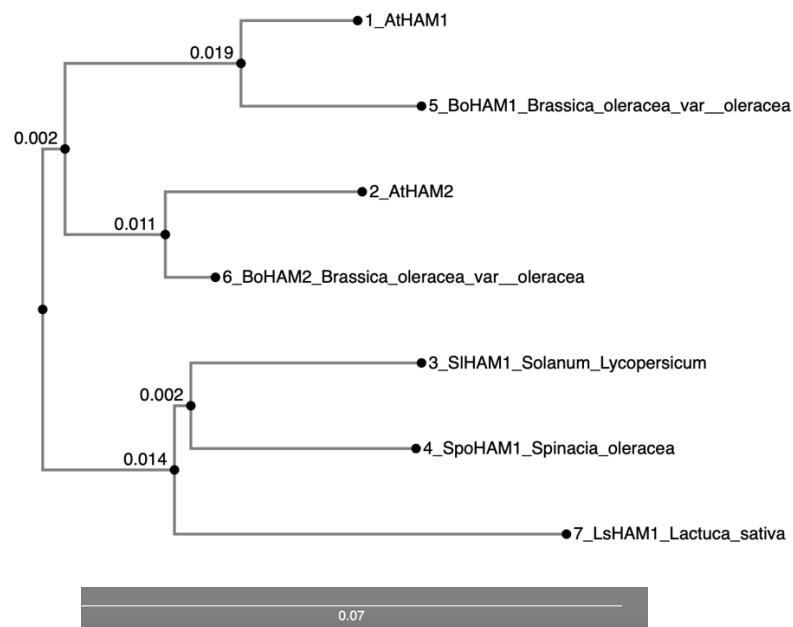 1_AtHAM1
0.019
5_BoHAM1_Brassica_oleracea_var__oleracea
0.002
2_AtHAM2
0.011
6_BoHAM2_Brassica_oleracea_var__oleracea
3_SlHAM1_Solanum_Lycopersicum
0.002
4_SpoHAM1_Spinacia_oleracea
0.014
7_LsHAM1_Lactuca_sativa
0.07